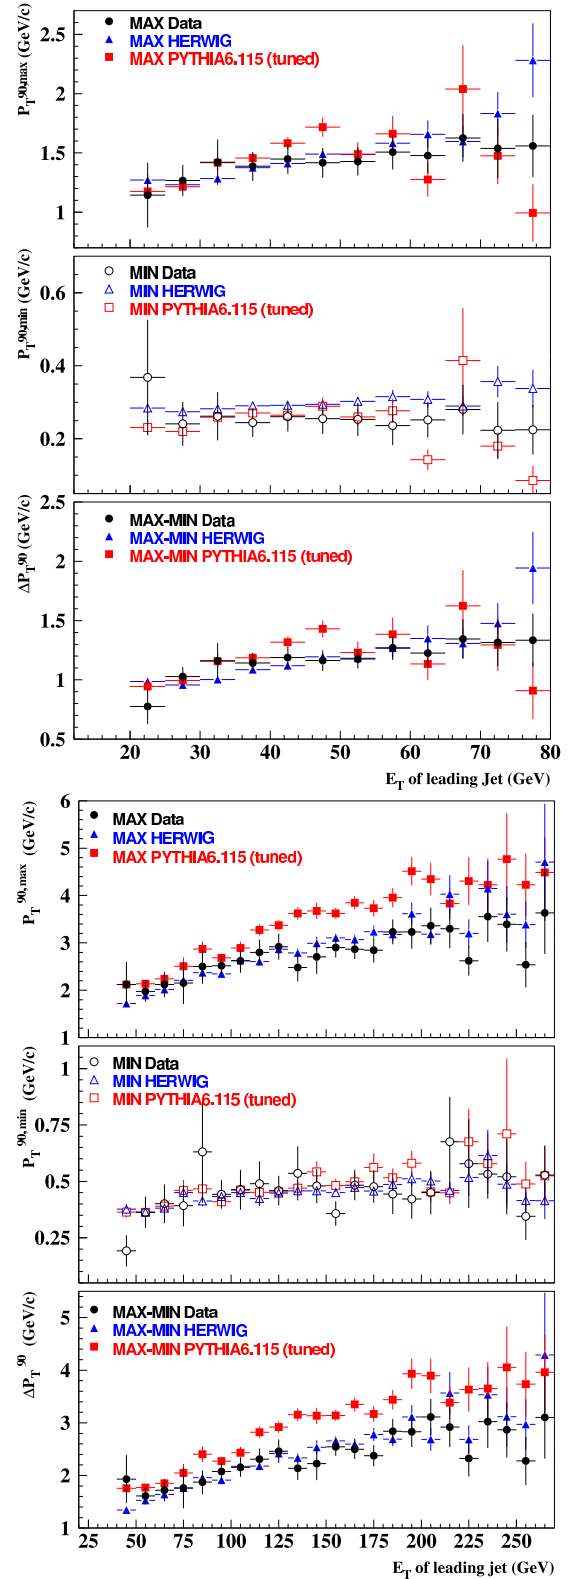 P_T^90,max (GeV/c)
2.5
2
1.5
1
MAX Data
MAX HERWIG
MAX PYTHIA6.115 (tuned)
P_T^90,min (GeV/c)
0.6
0.4
0.2
MIN Data
MIN HERWIG
MIN PYTHIA6.115 (tuned)
ΔP_T^90 (GeV/c)
2.5
2
1.5
1
0.5
MAX-MIN Data
MAX-MIN HERWIG
MAX-MIN PYTHIA6.115 (tuned)
20 30 40 50 60 70 80
E_T of leading Jet (GeV)
P_T^90,max (GeV/c)
6
5
4
3
2
1
MAX Data
MAX HERWIG
MAX PYTHIA6.115 (tuned)
P_T^90,min (GeV/c)
1
0.75
0.5
0.25
MIN Data
MIN HERWIG
MIN PYTHIA6.115 (tuned)
ΔP_T^90 (GeV/c)
5
4
3
2
1
MAX-MIN Data
MAX-MIN HERWIG
MAX-MIN PYTHIA6.115 (tuned)
25 50 75 100 125 150 175 200 225 250
E_T of leading jet (GeV)